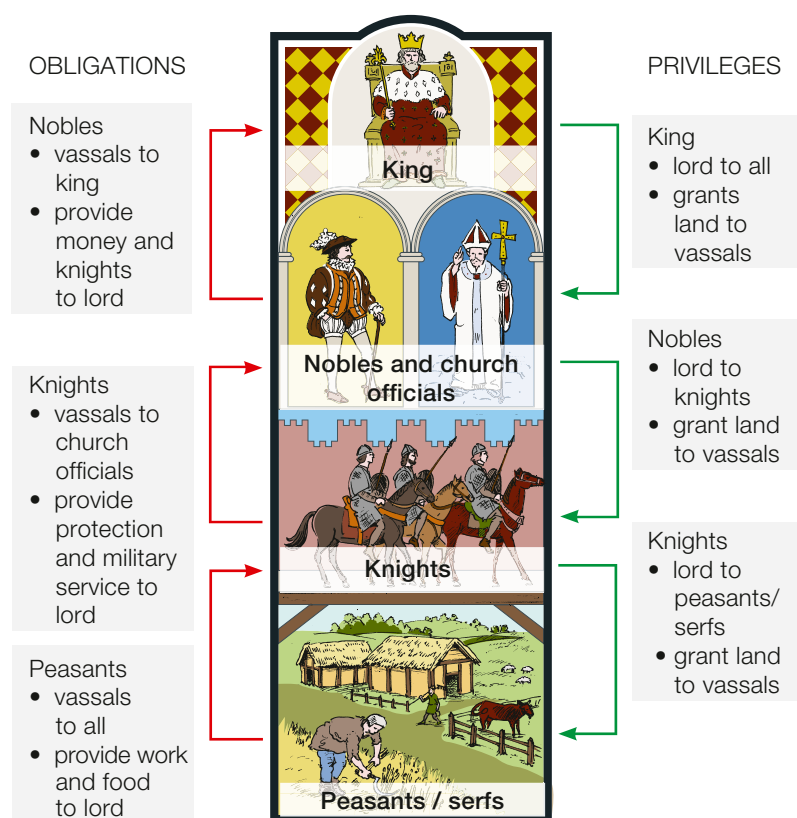 OBLIGATIONS
Nobles
• vassals to
king
• provide
money and
knights
to lord
Knights
• vassals to
church
officials
• provide
protection
and military
service to
lord
Peasants
• vassals
to all
• provide work
and food
to lord
King
Nobles and church
officials
Knights
Peasants / serfs
PRIVILEGES
King
• lord to all
• grants
land to
vassals
Nobles
• lord to
knights
• grant land
to vassals
Knights
• lord to
peasants/
serfs
• grant land
to vassals